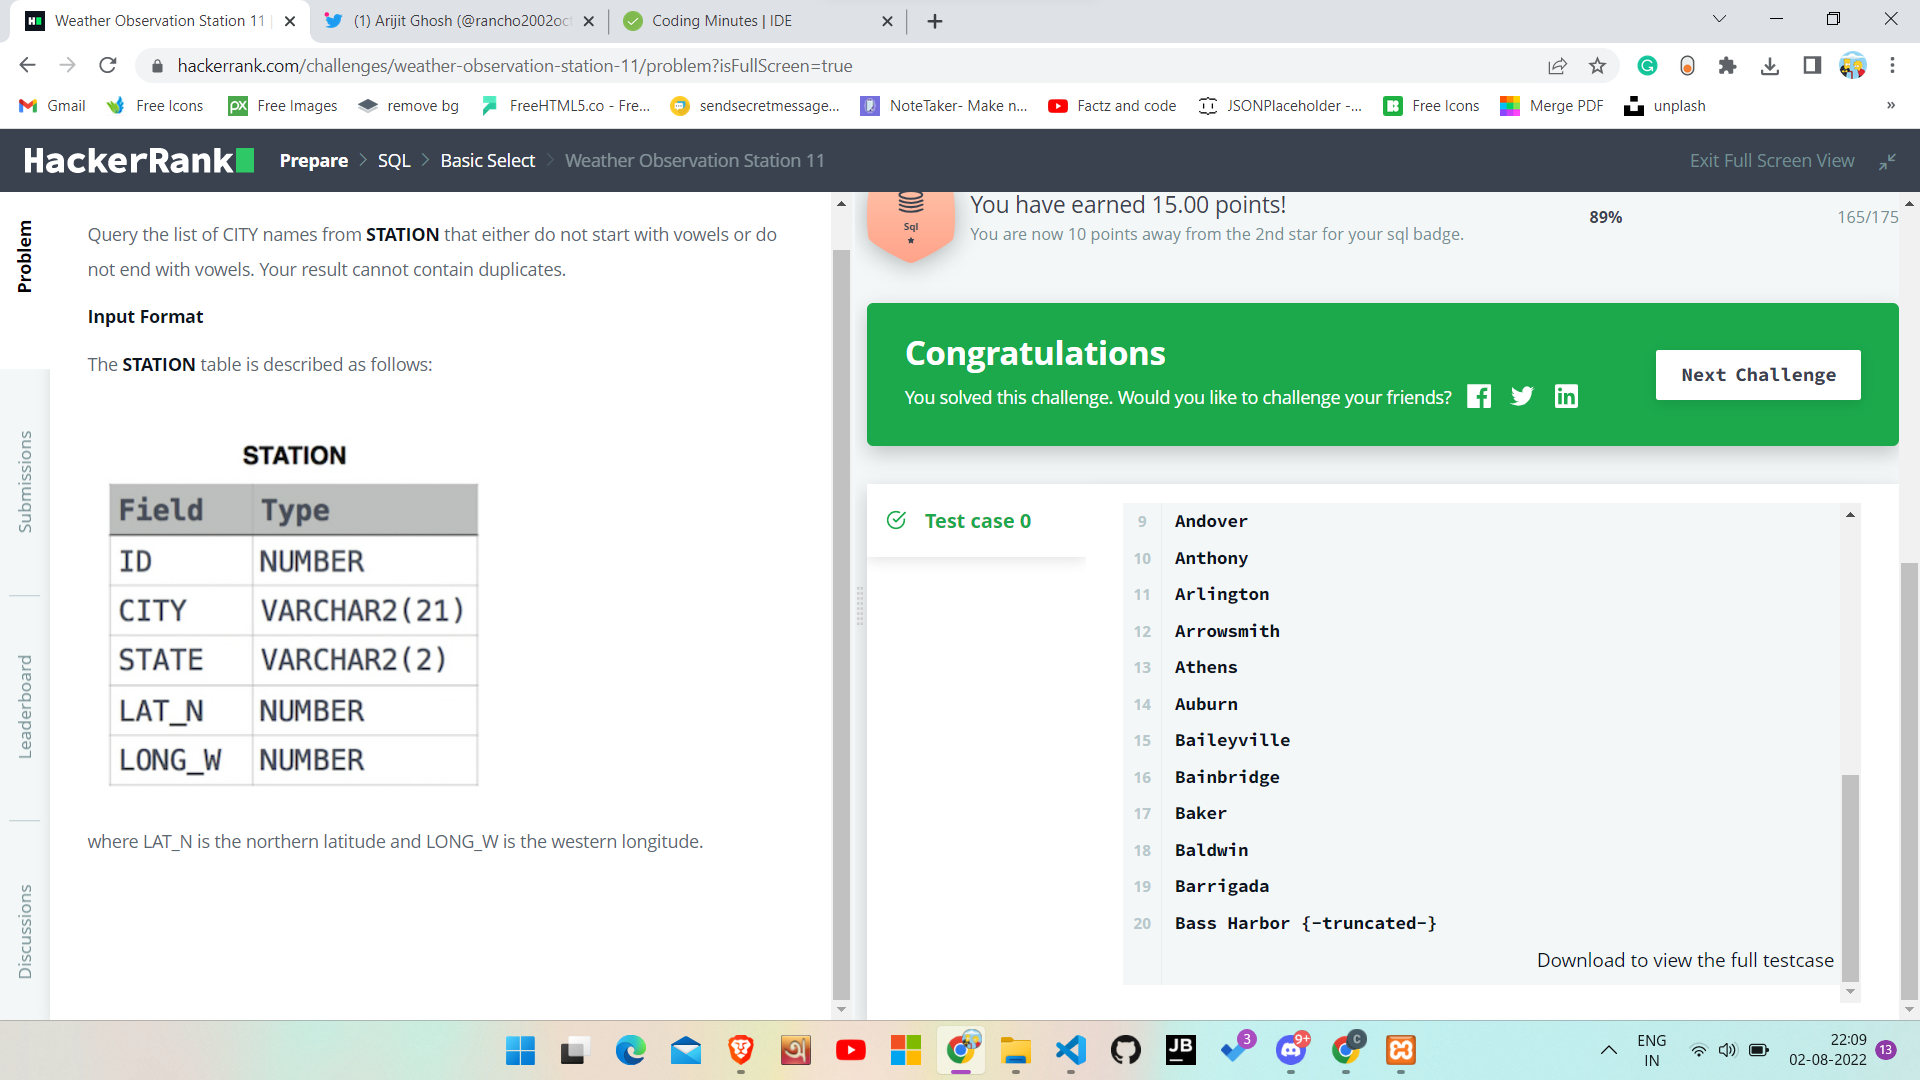 Weather Observation Station 11
(1) Arijit Ghosh (@rancho2002oct
Coding Minutes | IDE
hackerrank.com/challenges/weather-observation-station-11/problem?isFullScreen=true
Gmail
Free Icons
Free Images
remove bg
FreeHTML5.co - Fre...
sendsecretmessage...
NoteTaker- Make n...
Factz and code
JSONPlaceholder -...
Free Icons
Merge PDF
unplash
»
HackerRank
Prepare > SQL > Basic Select > Weather Observation Station 11
Exit Full Screen View
Problem
Submissions
Leaderboard
Discussions
Query the list of CITY names from STATION that either do not start with vowels or do
not end with vowels. Your result cannot contain duplicates.
Input Format
The STATION table is described as follows:
STATION
Field Type
ID NUMBER
CITY VARCHAR2(21)
STATE VARCHAR2(2)
LAT_N NUMBER
LONG_W NUMBER
where LAT_N is the northern latitude and LONG_W is the western longitude.
Sql
You have earned 15.00 points!
You are now 10 points away from the 2nd star for your sql badge.
89%
165/175
Congratulations
You solved this challenge. Would you like to challenge your friends?
Next Challenge
Test case 0
9 Andover
10 Anthony
11 Arlington
12 Arrowsmith
13 Athens
14 Auburn
15 Baileyville
16 Bainbridge
17 Baker
18 Baldwin
19 Barrigada
20 Bass Harbor {-truncated-}
Download to view the full testcase
JB
3
9+
C
ENG
IN
22:09
02-08-2022
13